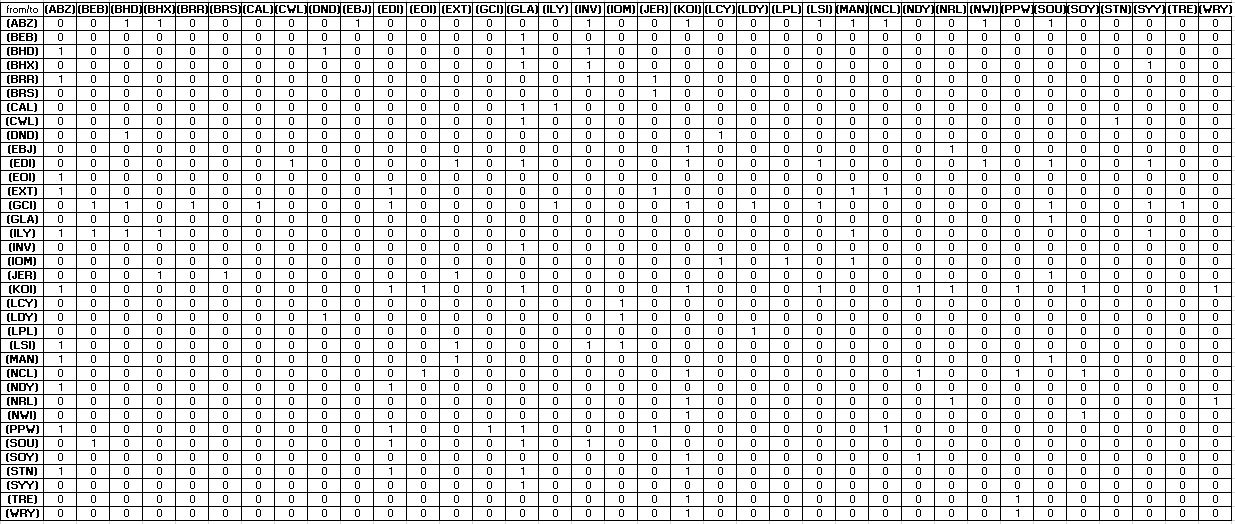 from/to (ABZ) (BEB) (BHD) (BHX) (BRR) (BRS) (CAL) (CWL) (DND) (EBJ) (EDI) (EOI) (EXT) (GCI) (GLA) (ILY) (INV) (IOM) (JER) (KOI) (LCY) (LDY) (LPL) (LSI) (MAN) (NCL) (NDY) (NRL) (NWI) (PPW) (SOU) (SOY) (STN) (SYY) (TRE) (WRY)
(ABZ) 0 0 1 1 0 0 0 0 0 1 0 0 0 0 0 0 1 0 0 1 0 0 0 1 1 1 0 0 1 0 1 0 0 0 0 0
(BEB) 0 0 0 0 0 0 0 0 0 0 0 0 0 0 1 0 0 0 0 0 0 0 0 0 0 0 0 0 0 0 0 0 0 0 0 0
(BHD) 1 0 0 0 0 0 0 0 1 0 0 0 0 0 1 0 1 0 0 0 0 0 0 0 0 0 0 0 0 0 0 0 0 0 0 0
(BHX) 0 0 0 0 0 0 0 0 0 0 0 0 0 0 1 0 1 0 0 0 0 0 0 0 0 0 0 0 0 0 0 0 0 1 0 0
(BRR) 1 0 0 0 0 0 0 0 0 0 0 0 0 0 0 0 1 0 1 0 0 0 0 0 0 0 0 0 0 0 0 0 0 0 0 0
(BRS) 0 0 0 0 0 0 0 0 0 0 0 0 0 0 0 0 0 0 1 0 0 0 0 0 0 0 0 0 0 0 0 0 0 0 0 0
(CAL) 0 0 0 0 0 0 0 0 0 0 0 0 0 0 1 1 0 0 0 0 0 0 0 0 0 0 0 0 0 0 0 0 0 0 0 0
(CWL) 0 0 0 0 0 0 0 0 0 0 0 0 0 0 1 0 0 0 0 0 0 0 0 0 0 0 0 0 0 0 0 0 1 0 0 0
(DND) 0 0 1 0 0 0 0 0 0 0 0 0 0 0 0 0 0 0 0 0 1 0 0 0 0 0 0 0 0 0 0 0 0 0 0 0
(EBJ) 0 0 0 0 0 0 0 0 0 0 0 0 0 0 0 0 0 0 0 1 0 0 0 0 0 0 0 1 0 0 0 0 0 0 0 0
(EDI) 0 0 0 0 0 0 0 1 0 0 0 0 1 0 1 0 0 0 0 1 0 0 0 1 0 0 0 0 1 0 1 0 0 1 0 0
(EOI) 1 0 0 0 0 0 0 0 0 0 0 0 0 0 0 0 0 0 0 0 0 0 0 0 0 0 0 0 0 0 0 0 0 0 0 0
(EXT) 1 0 0 0 0 0 0 0 0 0 1 0 0 0 0 0 0 0 1 0 0 0 0 0 1 1 0 0 0 0 0 0 0 0 0 0
(GCI) 0 1 1 0 1 0 1 0 0 0 1 0 0 0 0 1 0 0 0 1 0 1 0 1 0 0 0 0 0 0 1 0 0 1 1 0
(GLA) 0 0 0 0 0 0 0 0 0 0 0 0 0 0 0 0 0 0 0 0 0 0 0 0 0 0 0 0 0 0 1 0 0 0 0 0
(ILY) 1 1 1 1 0 0 0 0 0 0 0 0 0 0 0 0 0 0 0 0 0 0 0 0 1 0 0 0 0 0 0 0 0 1 0 0
(INV) 0 0 0 0 0 0 0 0 0 0 0 0 0 0 1 0 0 0 0 0 0 0 0 0 0 0 0 0 0 0 0 0 0 0 0 0
(IOM) 0 0 0 0 0 0 0 0 0 0 0 0 0 0 0 0 0 0 0 0 1 0 1 0 1 0 0 0 0 0 0 0 0 0 0 0
(JER) 0 0 0 1 0 1 0 0 0 0 0 0 1 0 0 0 0 0 0 0 0 0 0 0 0 0 0 0 0 0 1 0 0 0 0 0
(KOI) 1 0 0 0 0 0 0 0 0 0 1 1 0 0 1 0 0 0 0 1 0 0 0 1 0 0 1 1 0 1 0 1 0 0 0 1
(LCY) 0 0 0 0 0 0 0 0 0 0 0 0 0 0 0 0 0 1 0 0 0 0 0 0 0 0 0 0 0 0 0 0 0 0 0 0
(LDY) 0 0 0 0 0 0 0 0 1 0 0 0 0 0 0 0 0 1 0 0 0 0 0 0 0 0 0 0 0 0 0 0 0 0 0 0
(LPL) 0 0 0 0 0 0 0 0 0 0 0 0 0 0 0 0 0 0 0 0 0 1 0 0 0 0 0 0 0 0 0 0 0 0 0 0
(LSI) 1 0 0 0 0 0 0 0 0 0 0 0 1 0 0 0 1 1 0 0 0 0 0 0 0 0 0 0 0 0 0 0 0 0 0 0
(MAN) 1 0 0 0 0 0 0 0 0 0 0 0 1 0 0 0 0 0 0 0 0 0 0 0 0 0 0 0 0 0 1 0 0 0 0 0
(NCL) 0 0 0 0 0 0 0 0 0 0 0 1 0 0 0 0 0 0 0 1 0 0 0 0 0 0 1 0 0 1 0 1 0 0 0 0
(NDY) 1 0 0 0 0 0 0 0 0 0 1 0 0 0 0 0 0 0 0 0 0 0 0 0 0 0 0 0 0 0 0 0 0 0 0 0
(NRL) 0 0 0 0 0 0 0 0 0 0 0 0 0 0 0 0 0 0 0 1 0 0 0 0 0 0 0 1 0 0 0 0 0 0 0 1
(NWI) 0 0 0 0 0 0 0 0 0 0 0 0 0 0 0 0 0 0 0 1 0 0 0 0 0 0 0 0 0 0 0 1 0 0 0 0
(PPW) 1 0 0 0 0 0 0 0 0 0 1 0 0 1 1 0 0 0 1 0 0 0 0 0 0 1 0 0 0 0 0 0 0 0 0 0
(SOU) 0 1 0 0 0 0 0 0 0 0 1 0 0 0 1 0 1 0 0 0 0 0 0 0 0 0 0 0 0 0 0 0 0 0 0 0
(SOY) 0 0 0 0 0 0 0 0 0 0 0 0 0 0 0 0 0 0 0 1 0 0 0 0 0 0 1 0 0 0 0 0 0 0 0 0
(STN) 1 0 0 0 0 0 0 0 0 0 1 0 0 0 1 0 0 0 0 1 0 0 0 0 0 0 0 0 0 0 0 0 0 0 0 0
(SYY) 0 0 0 0 0 0 0 0 0 0 0 0 0 0 1 0 0 0 0 0 0 0 0 0 0 0 0 0 0 0 0 0 0 0 0 0
(TRE) 0 0 0 0 0 0 0 0 0 0 0 0 0 0 0 0 0 0 0 1 0 0 0 0 0 0 0 0 0 1 0 0 0 0 0 0
(WRY) 0 0 0 0 0 0 0 0 0 0 0 0 0 0 0 0 0 0 0 1 0 0 0 0 0 0 0 0 0 1 0 0 0 0 0 0